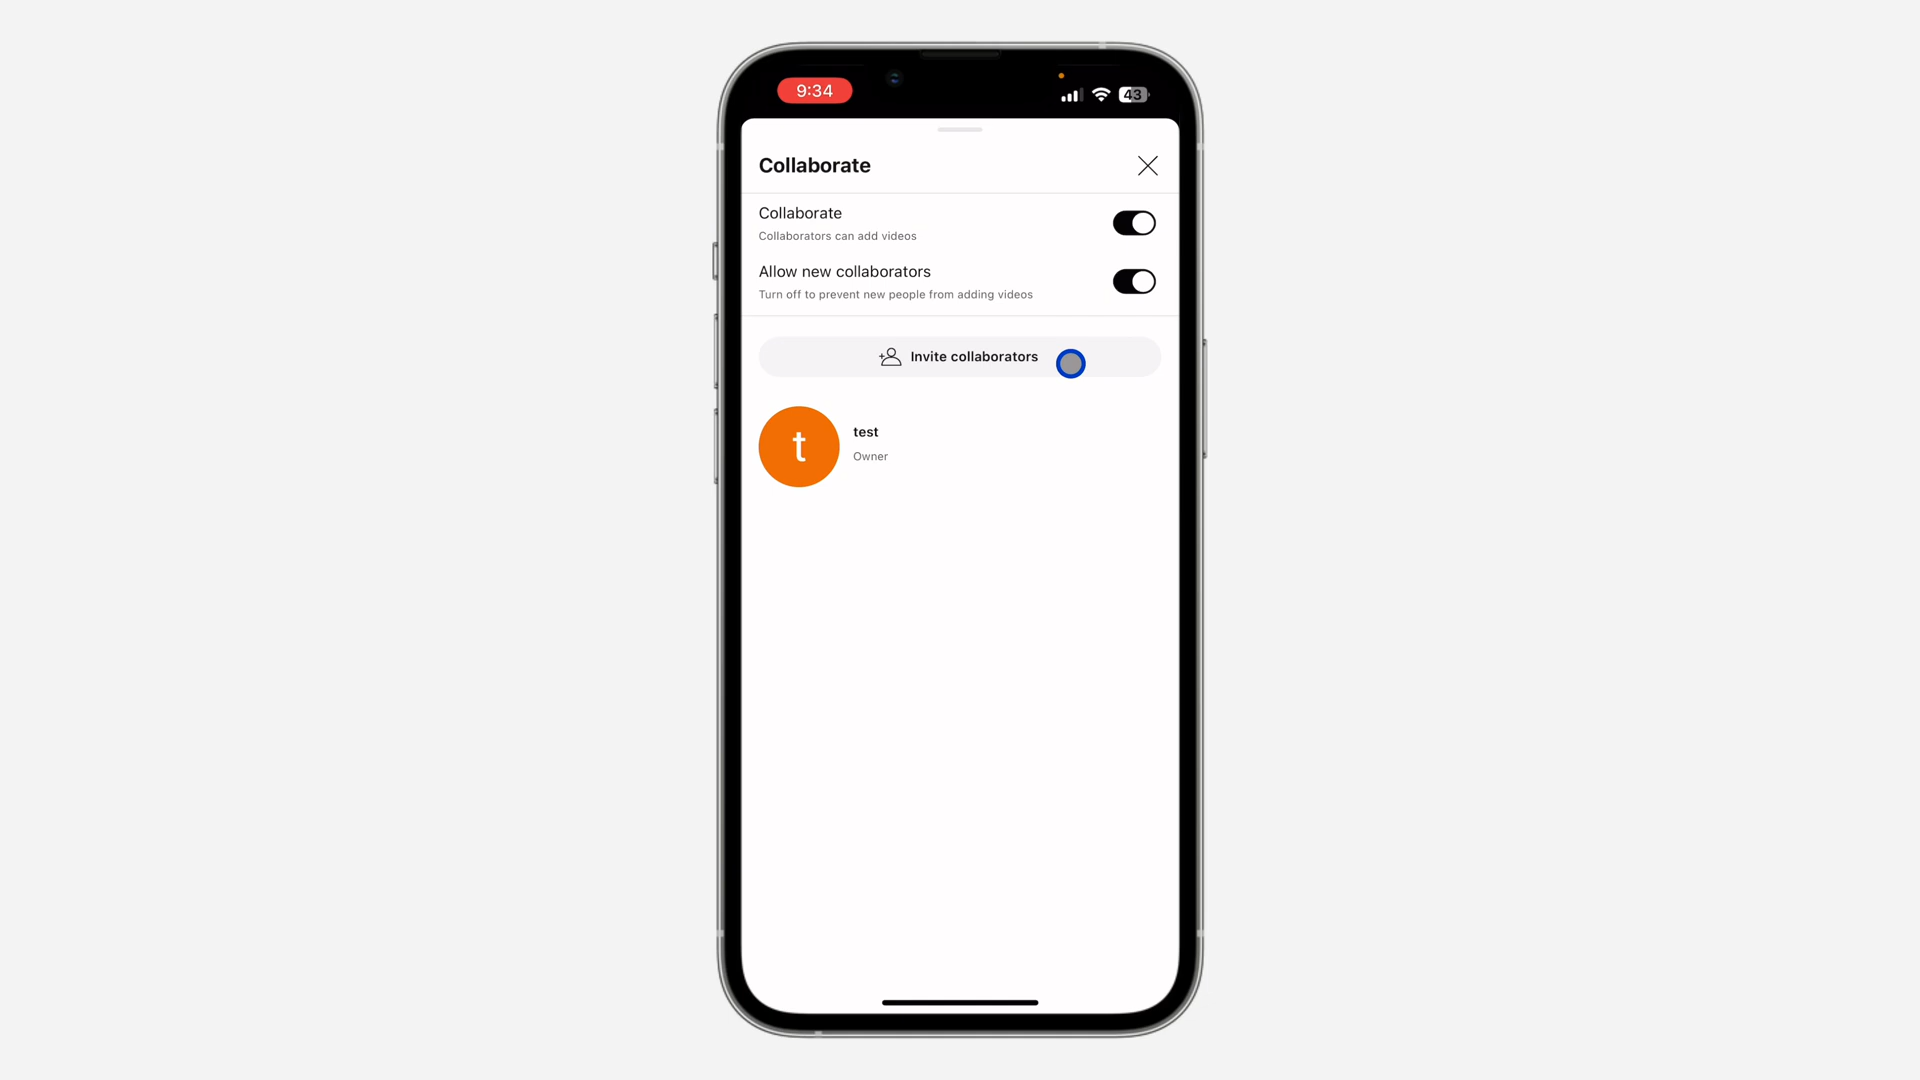 9:34
43
Collaborate
Collaborate
Collaborators can add videos
Allow new collaborators
Turn off to prevent new people from adding videos
Invite collaborators
t
test
Owner